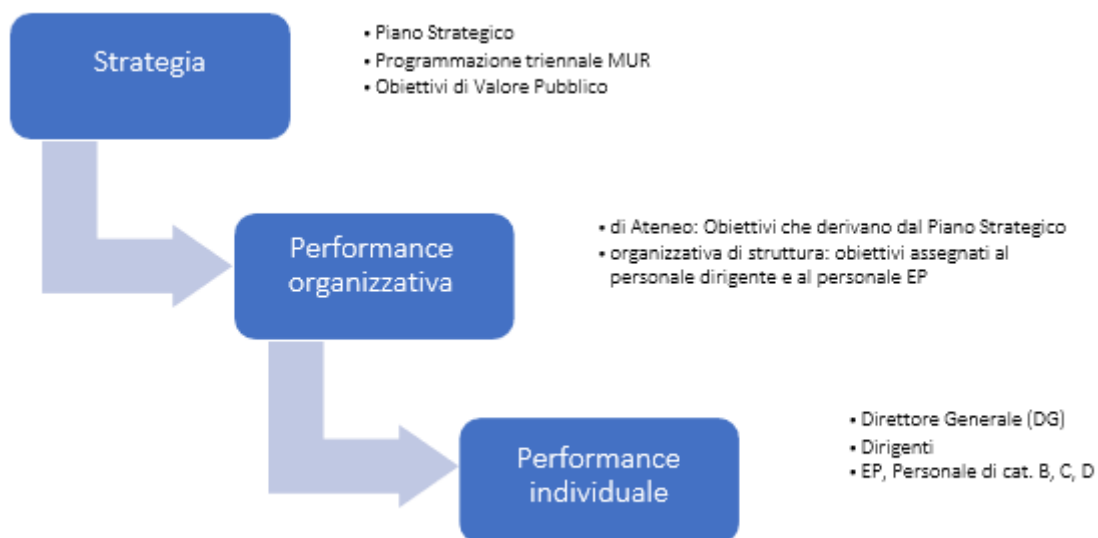 Strategia
• Piano Strategico
• Programmazione triennale MUR
• Obiettivi di Valore Pubblico
Performance
organizzativa
• di Ateneo: Obiettivi che derivano dal Piano Strategico
• organizzativa di struttura: obiettivi assegnati al
personale dirigente e al personale EP
Performance
individuale
• Direttore Generale (DG)
• Dirigenti
• EP, Personale di cat. B, C, D